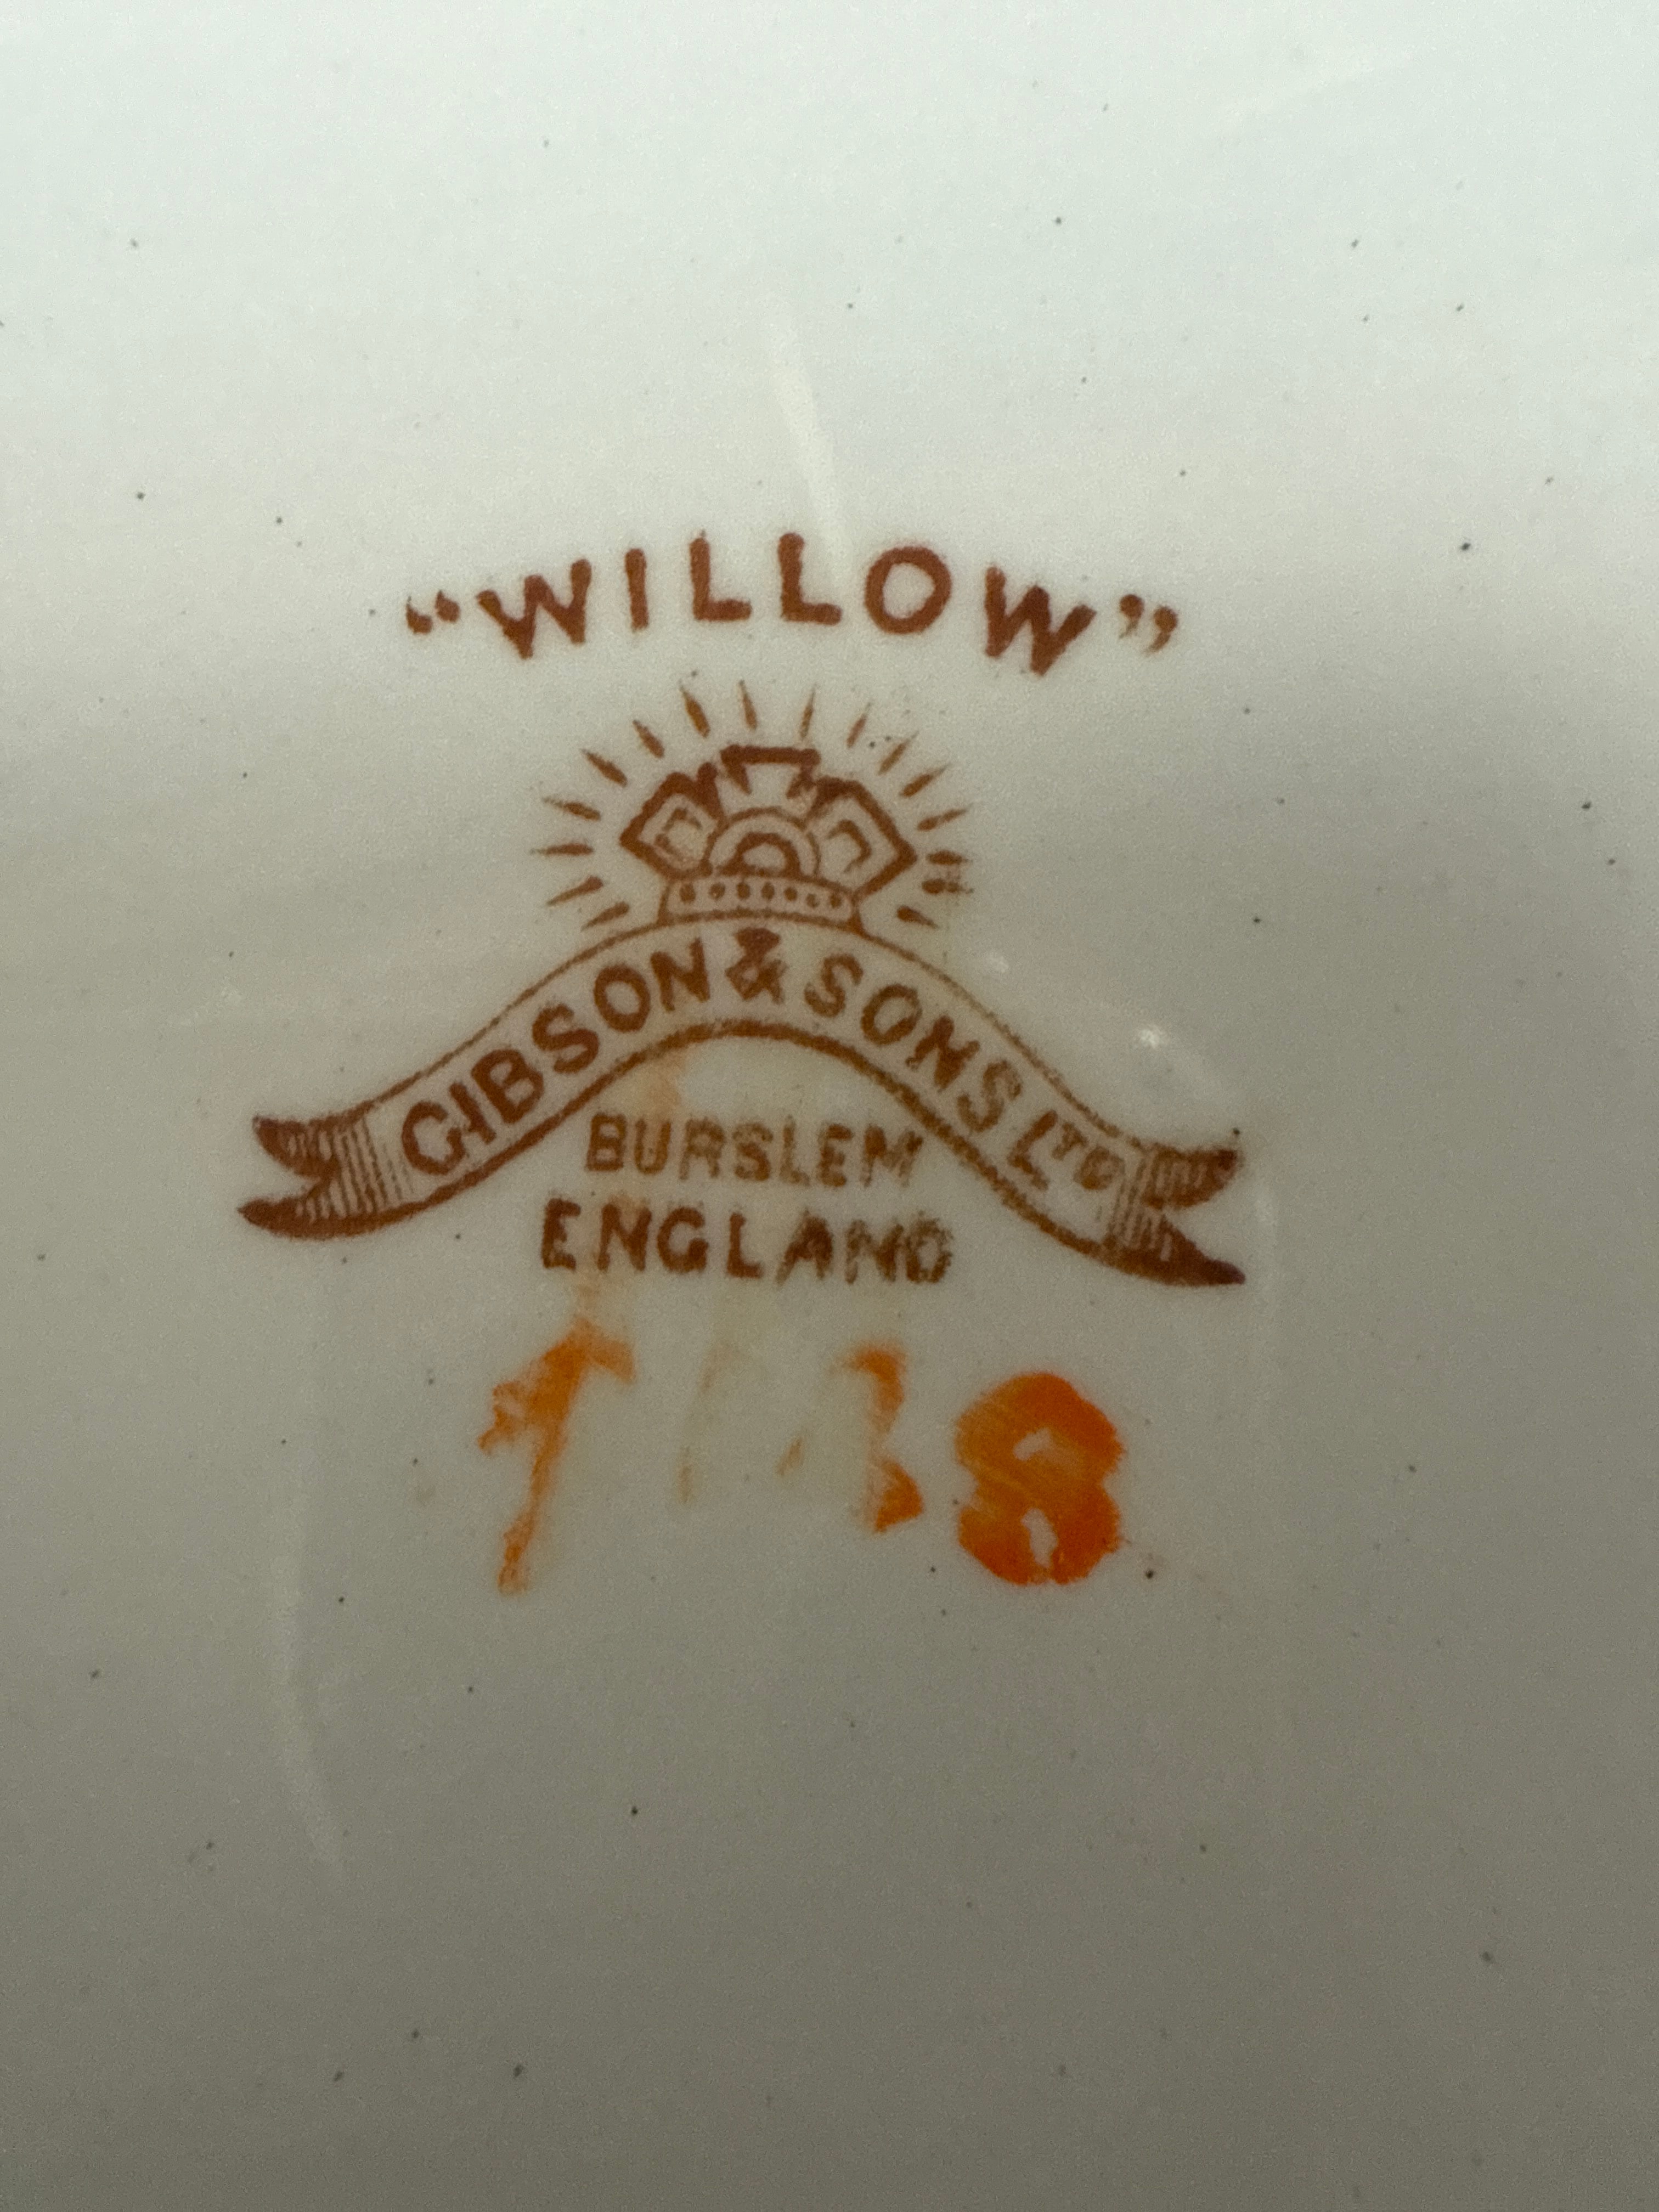 “WILLOW”
GIBSON & SONS LTD
BURSLEM
ENGLAND